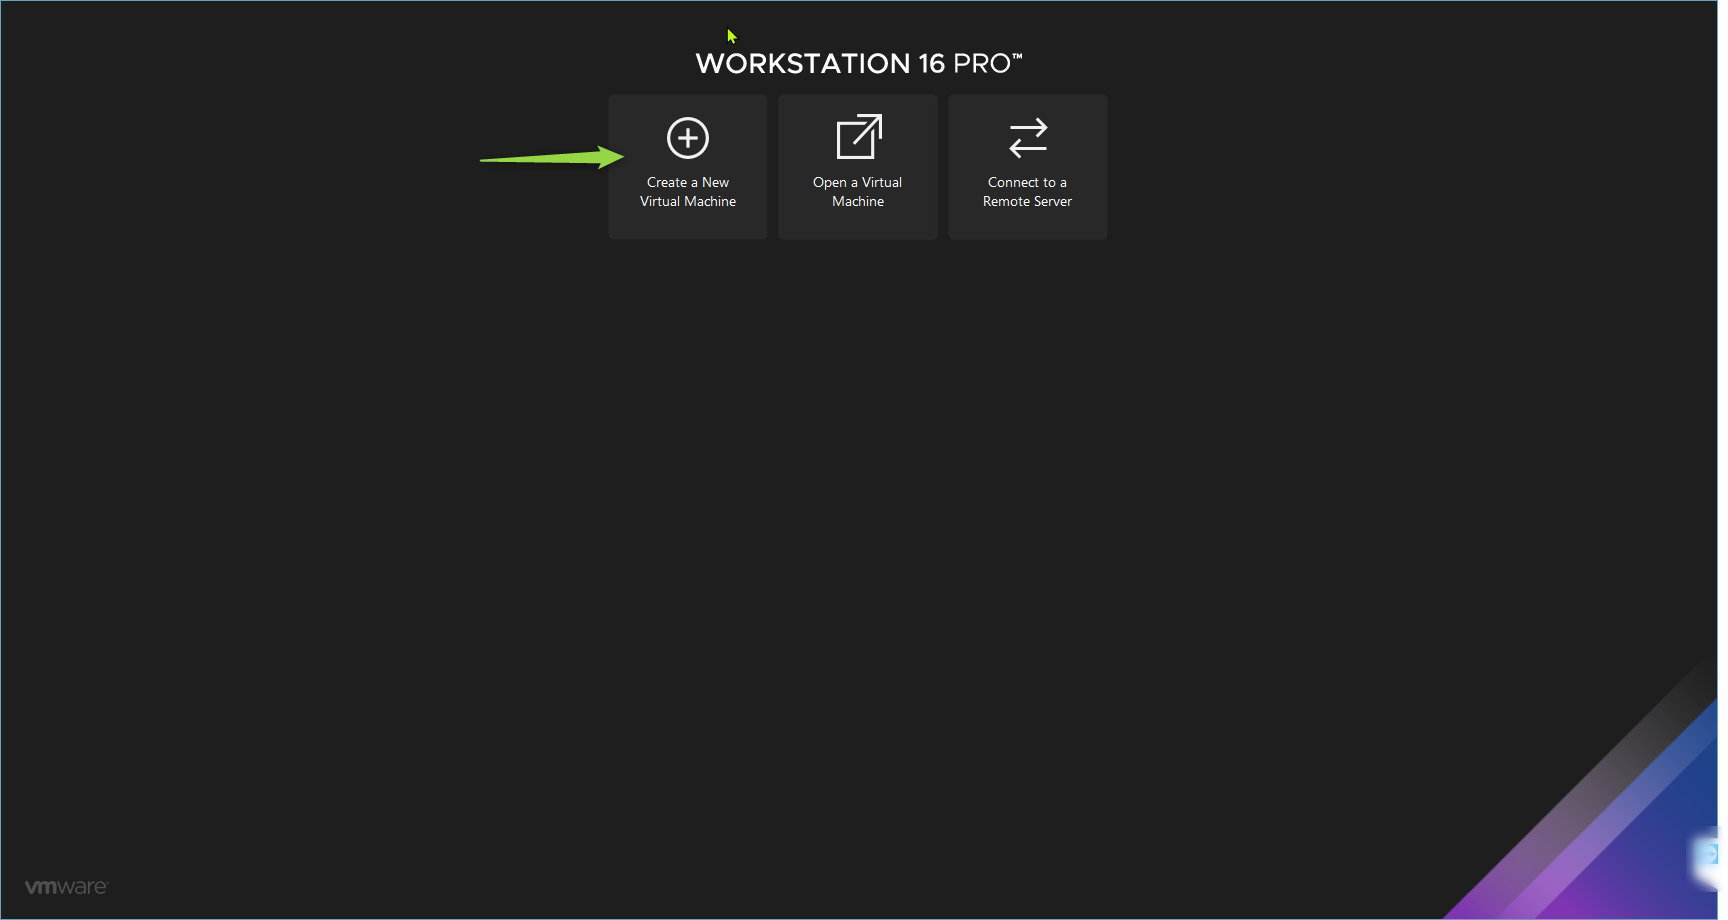 WORKSTATION 16 PRO™
Create a New
Virtual Machine
Open a Virtual
Machine
Connect to a
Remote Server
vmware®